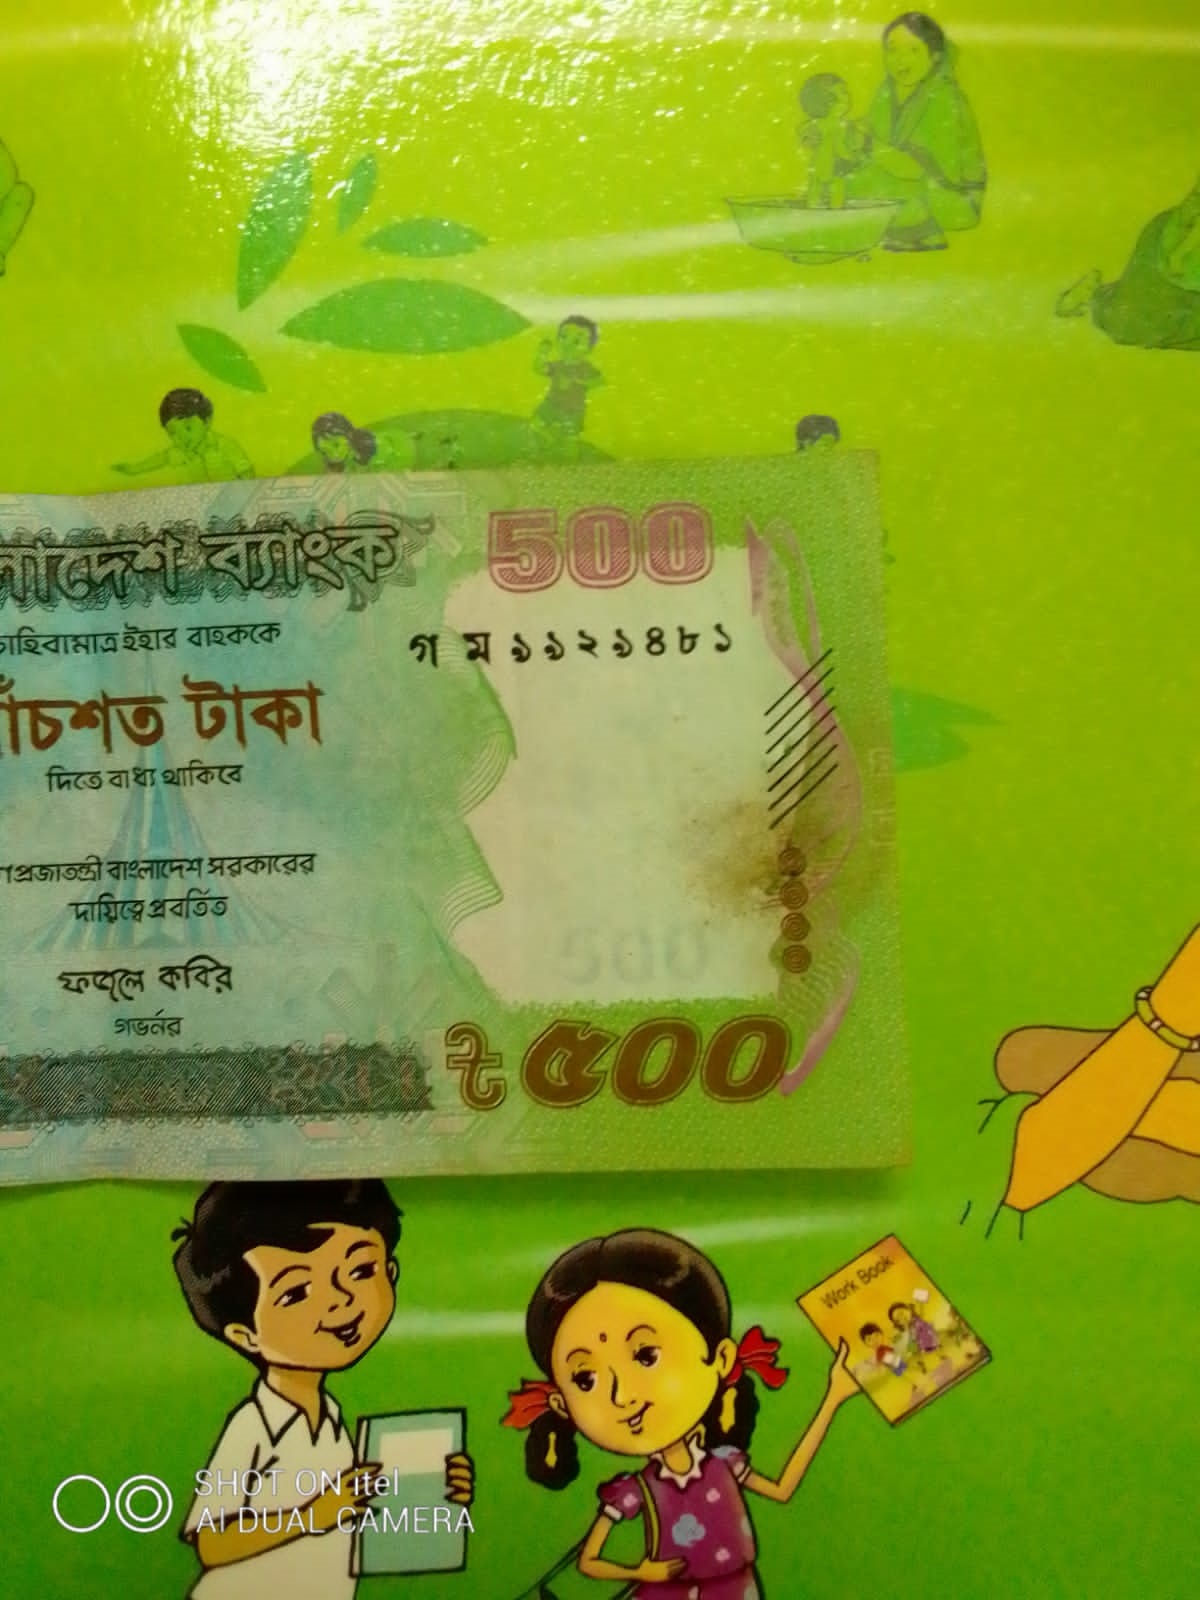 লাদেশ ব্যাংক
500
চাহিবামাত্র ইহার বাহককে
গ ম ৯৯২৯৪৮১
পাঁচশত টাকা
দিতে বাধ্য থাকিবে
প্রজাতন্ত্রী বাংলাদেশ সরকারের
দায়িত্বে প্রবর্তিত
500
ফজলে কবির
গভর্নর
৳ ৫০০
Work Book
SHOT ON itel
AI DUAL CAMERA